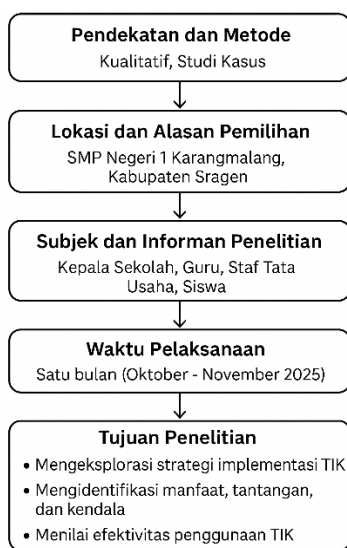 Pendekatan dan Metode
Kualitatif, Studi Kasus
Lokasi dan Alasan Pemilihan
SMP Negeri 1 Karangmalang,
Kabupaten Sragen
Subjek dan Informan Penelitian
Kepala Sekolah, Guru, Staf Tata
Usaha, Siswa
Waktu Pelaksanaan
Satu bulan (Oktober - November 2025)
Tujuan Penelitian
• Mengeksplorasi strategi implementasi TIK
• Mengidentifikasi manfaat, tantangan,
dan kendala
• Menilai efektivitas penggunaan TIK